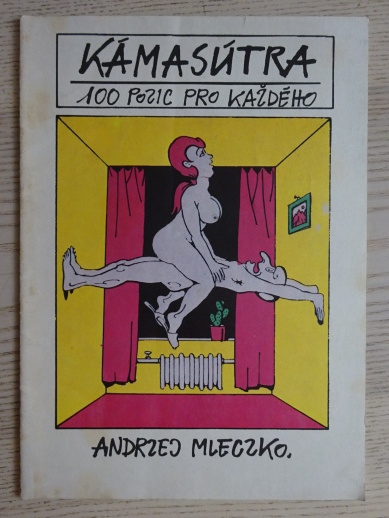 KÁMASÚTRA
100 POZIC PRO KAŽDÉHO
ANDRZEJ MLECZKO.